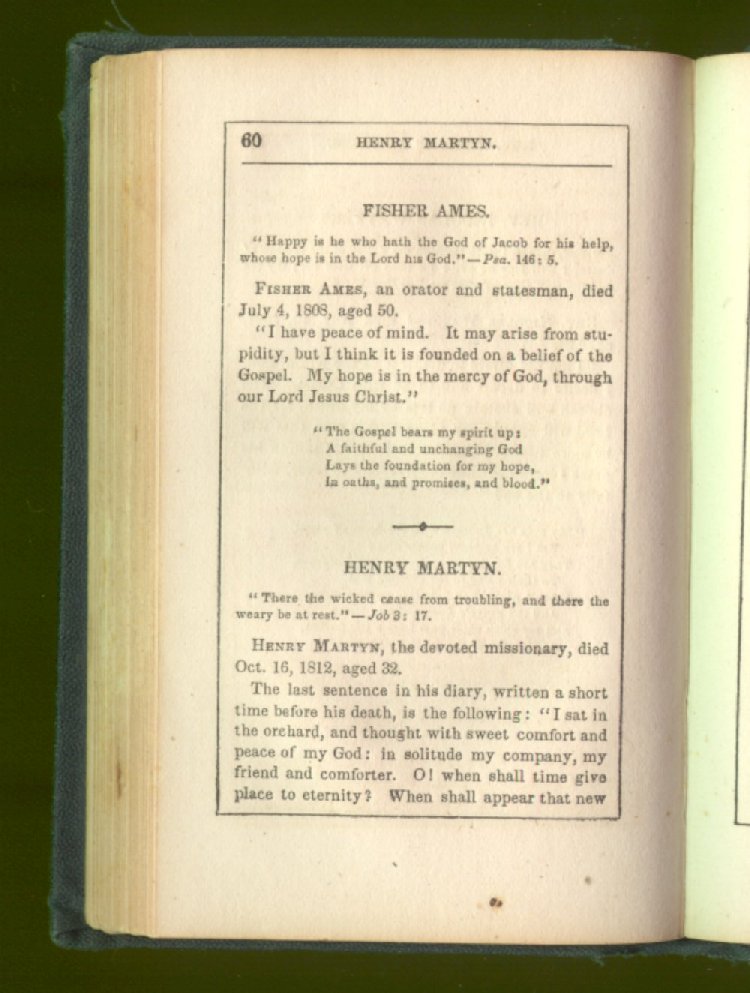 60 HENRY MARTYN.
FISHER AMES.
"Happy is he who hath the God of Jacob for his help,
whose hope is in the Lord his God."—Psa. 146: 5.
FISHER AMES, an orator and statesman, died
July 4, 1808, aged 50.
"I have peace of mind. It may arise from stu-
pidity, but I think it is founded on a belief of the
Gospel. My hope is in the mercy of God, through
our Lord Jesus Christ."
"The Gospel bears my spirit up:
A faithful and unchanging God
Lays the foundation for my hope,
In oaths, and promises, and blood."
HENRY MARTYN.
"There the wicked cease from troubling, and there the
weary be at rest."—Job 3: 17.
HENRY MARTYN, the devoted missionary, died
Oct. 16, 1812, aged 32.
The last sentence in his diary, written a short
time before his death, is the following: "I sat in
the orchard, and thought with sweet comfort and
peace of my God: in solitude my company, my
friend and comforter. O! when shall time give
place to eternity? When shall appear that new